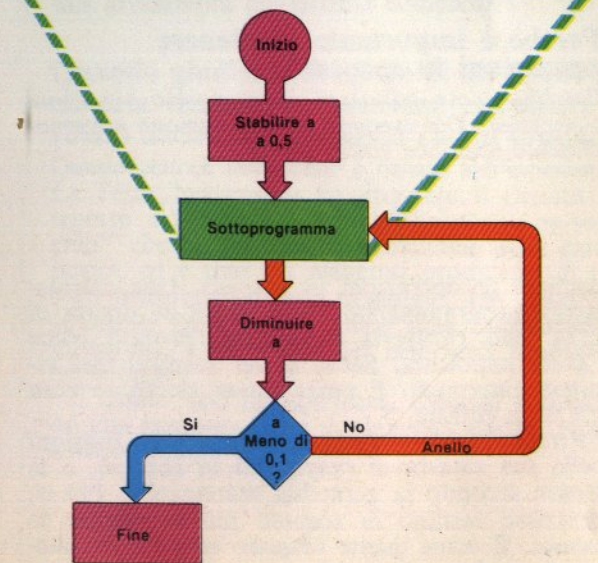 Inizio
Stabilire a
a 0,5
Sottoprogramma
Diminuire
a
Si
a
Meno di
0,1
?
No
Anello
Fine